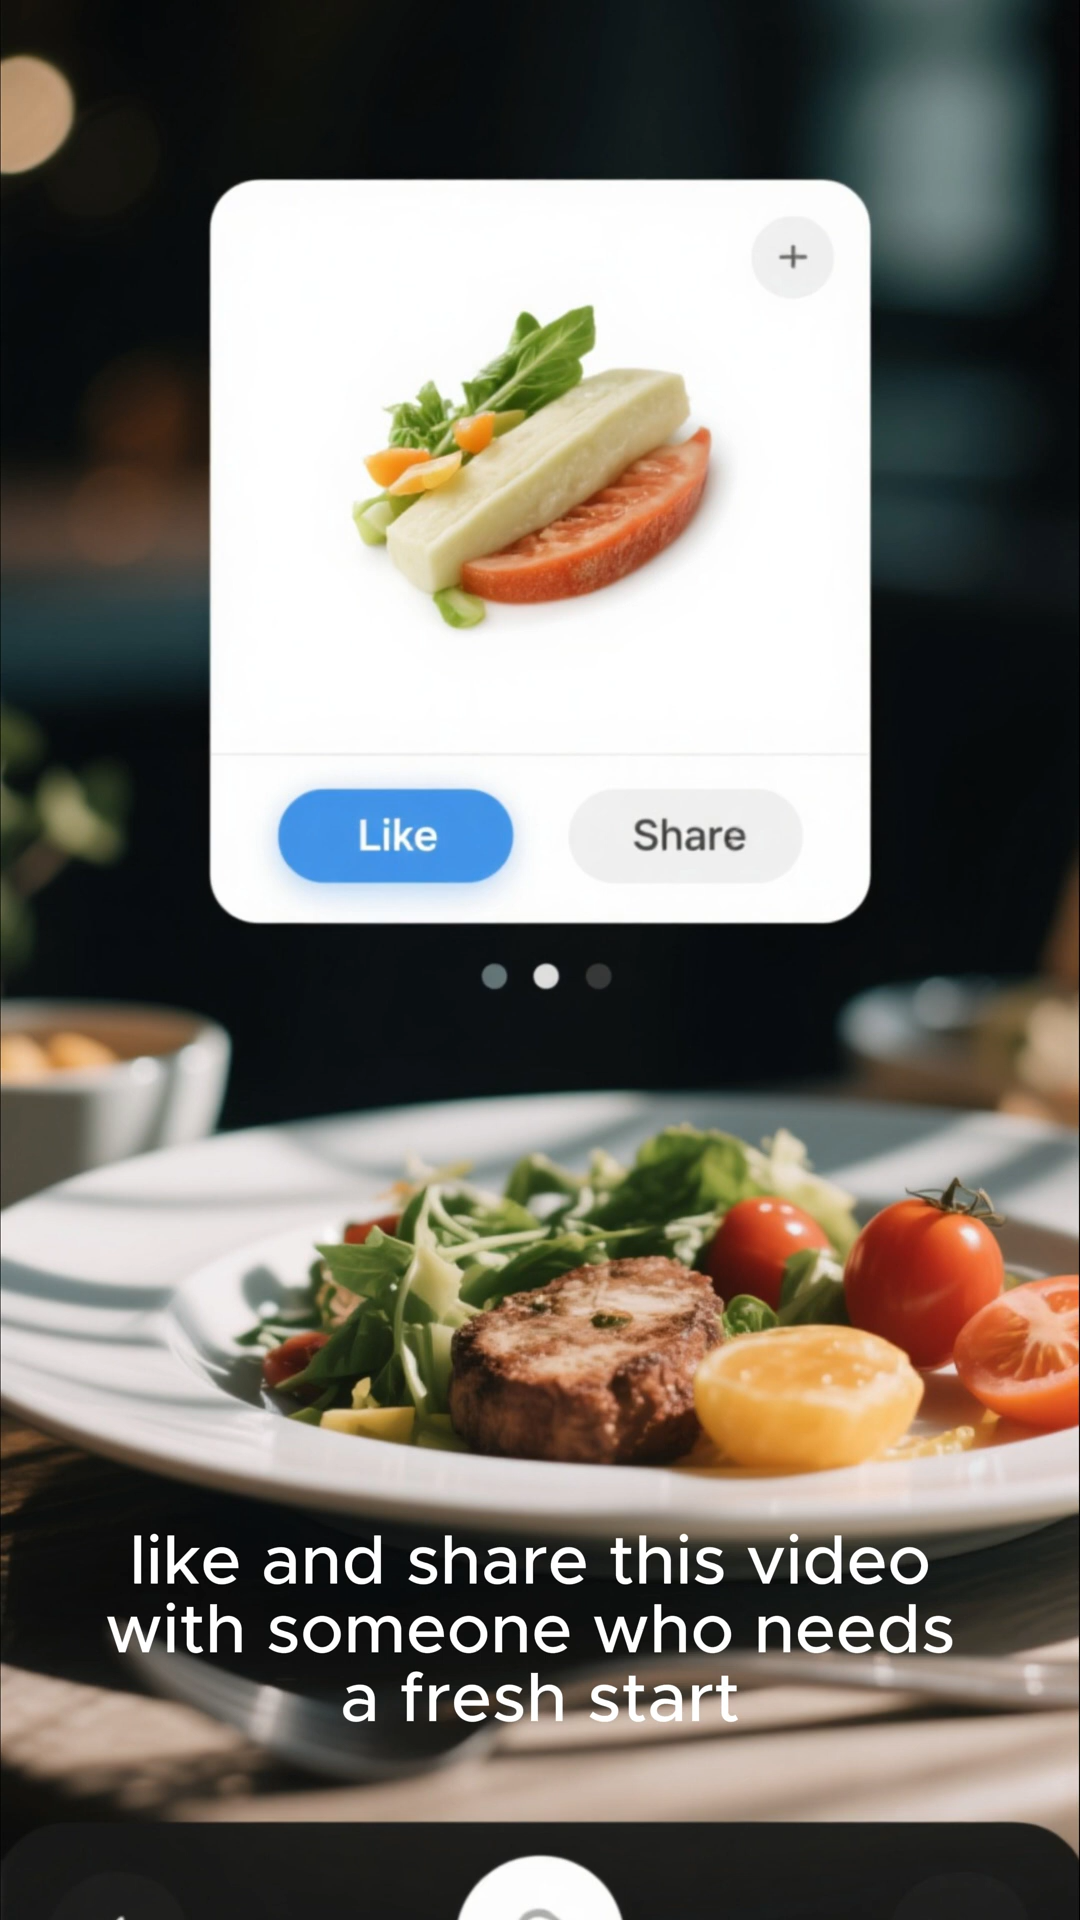 Like
Share
like and share this video
with someone who needs
a fresh start